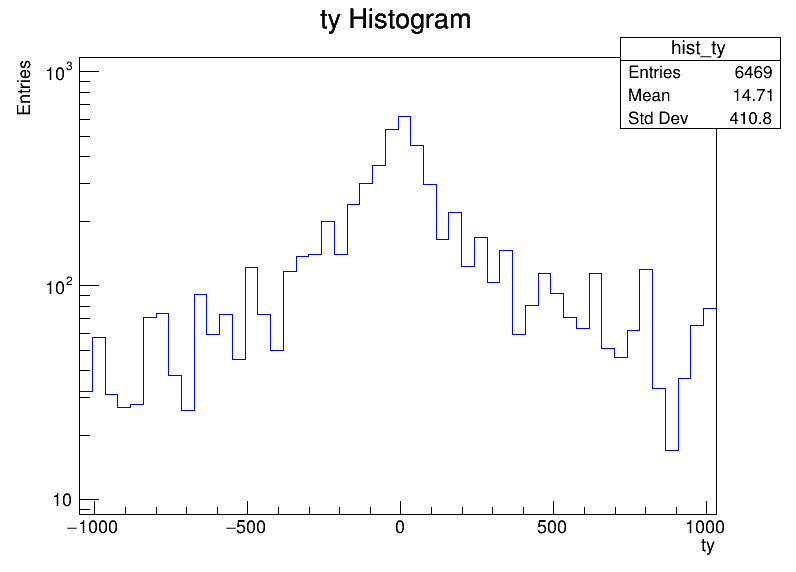 ty Histogram
hist_ty
Entries 6469
Mean 14.71
Std Dev 410.8
Entries
10³
10²
10
−1000 −500 0 500 1000
ty